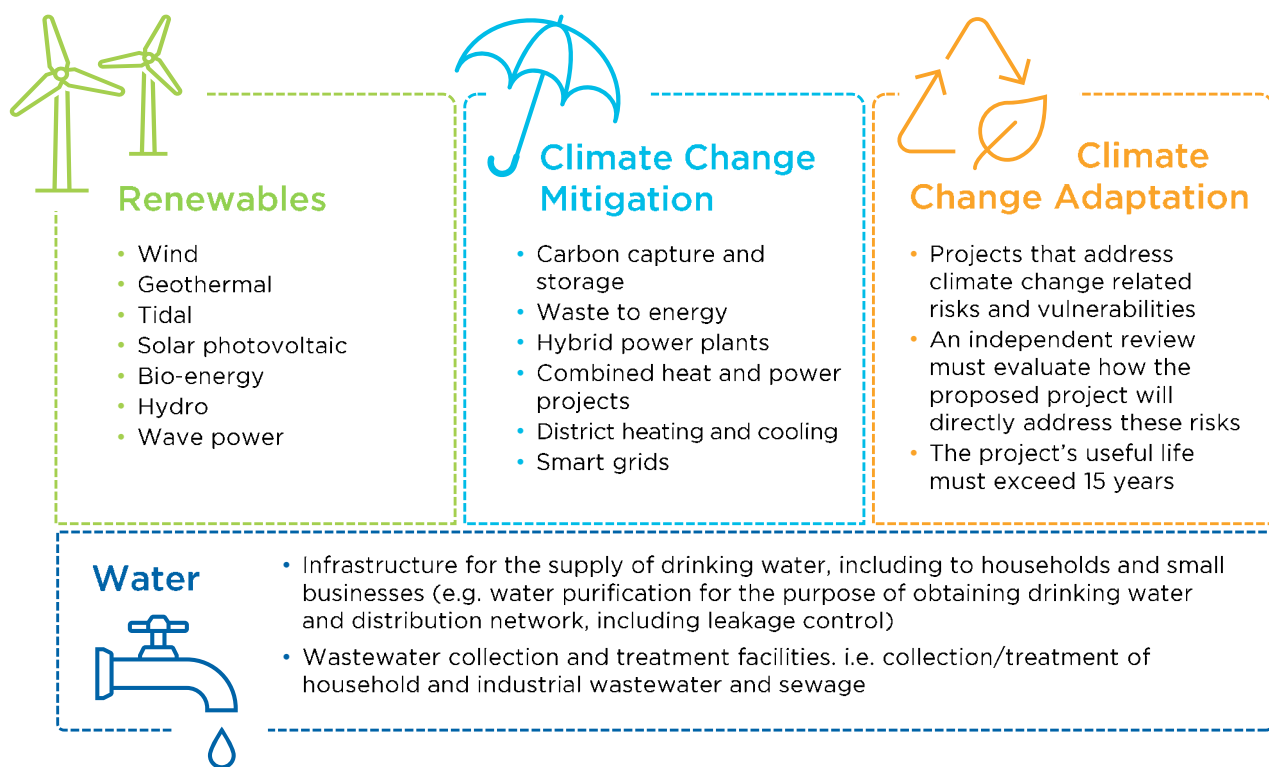 Renewables
• Wind
• Geothermal
• Tidal
• Solar photovoltaic
• Bio-energy
• Hydro
• Wave power
Climate Change
Mitigation
• Carbon capture and
storage
• Waste to energy
• Hybrid power plants
• Combined heat and power
projects
• District heating and cooling
• Smart grids
Climate
Change Adaptation
• Projects that address
climate change related
risks and vulnerabilities
• An independent review
must evaluate how the
proposed project will
directly address these risks
• The project’s useful life
must exceed 15 years
Water
• Infrastructure for the supply of drinking water, including to households and small
businesses (e.g. water purification for the purpose of obtaining drinking water
and distribution network, including leakage control)
• Wastewater collection and treatment facilities. i.e. collection/treatment of
household and industrial wastewater and sewage